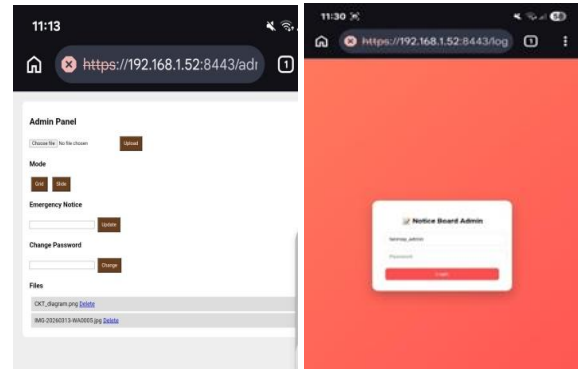 11:13
https://192.168.1.52:8443/adr
1
Admin Panel
Choose file No file chosen Upload
Mode
Grid Slide
Emergency Notice
Update
Change Password
Change
Files
CKT_diagram.png Delete
IMG-20260313-WA0005.jpg Delete
11:30
58
https://192.168.1.52:8443/log
1
Notice Board Admin
Password
Login